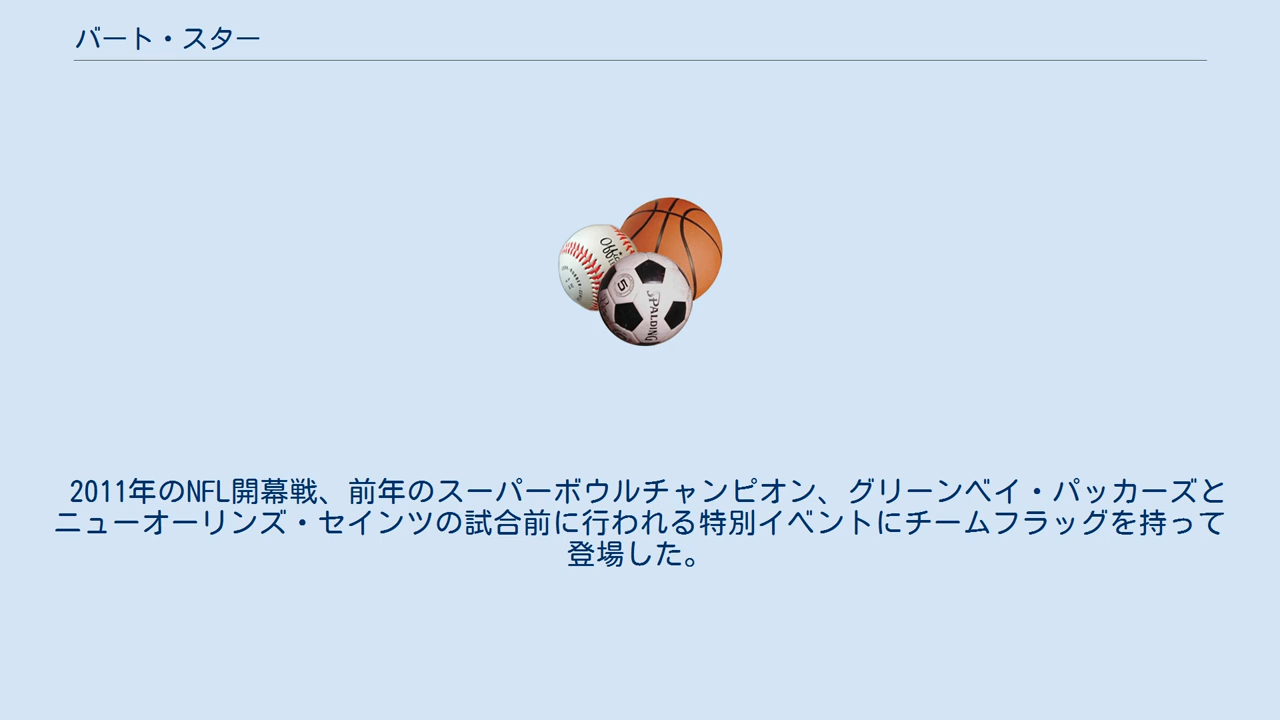 バート・スター
Official
5
SPALDING
2011年のNFL開幕戦、前年のスーパーボウルチャンピオン、グリーンベイ・パッカーズと
ニューオーリンズ・セインツの試合前に行われる特別イベントにチームフラッグを持って
登場した。